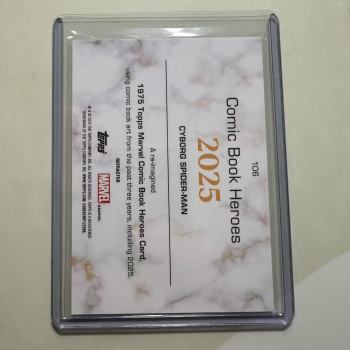 106
Comic Book Heroes
2025
CYBORG SPIDER-MAN
A re-imagined
1975 Topps Marvel Comic Book Heroes Card,
using comic book art from the past three years, including 2025.
REFRACTOR
Topps
MARVEL